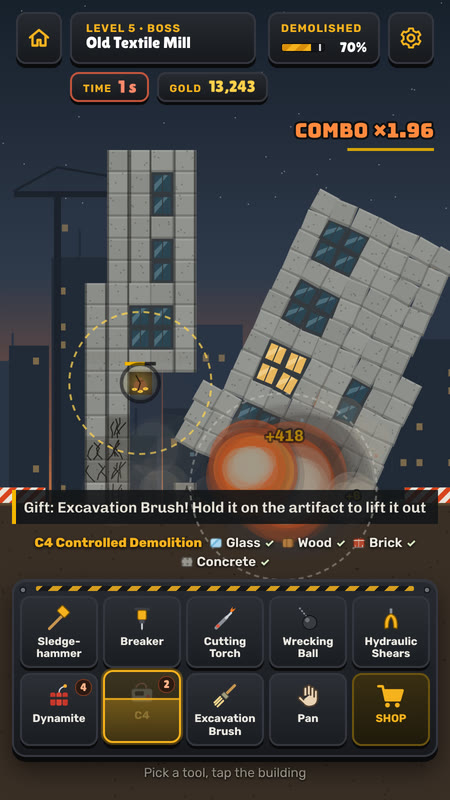 LEVEL 5 · BOSS
Old Textile Mill
DEMOLISHED
70%
TIME 1 s
GOLD 13,243
COMBO ×1.96
+418
Gift: Excavation Brush! Hold it on the artifact to lift it out
C4 Controlled Demolition Glass ✓ Wood ✓ Brick ✓
Concrete ✓
Sledge-
hammer
Breaker
Cutting
Torch
Wrecking
Ball
Hydraulic
Shears
4
Dynamite
2
C4
Excavation
Brush
Pan
SHOP
Pick a tool, tap the building